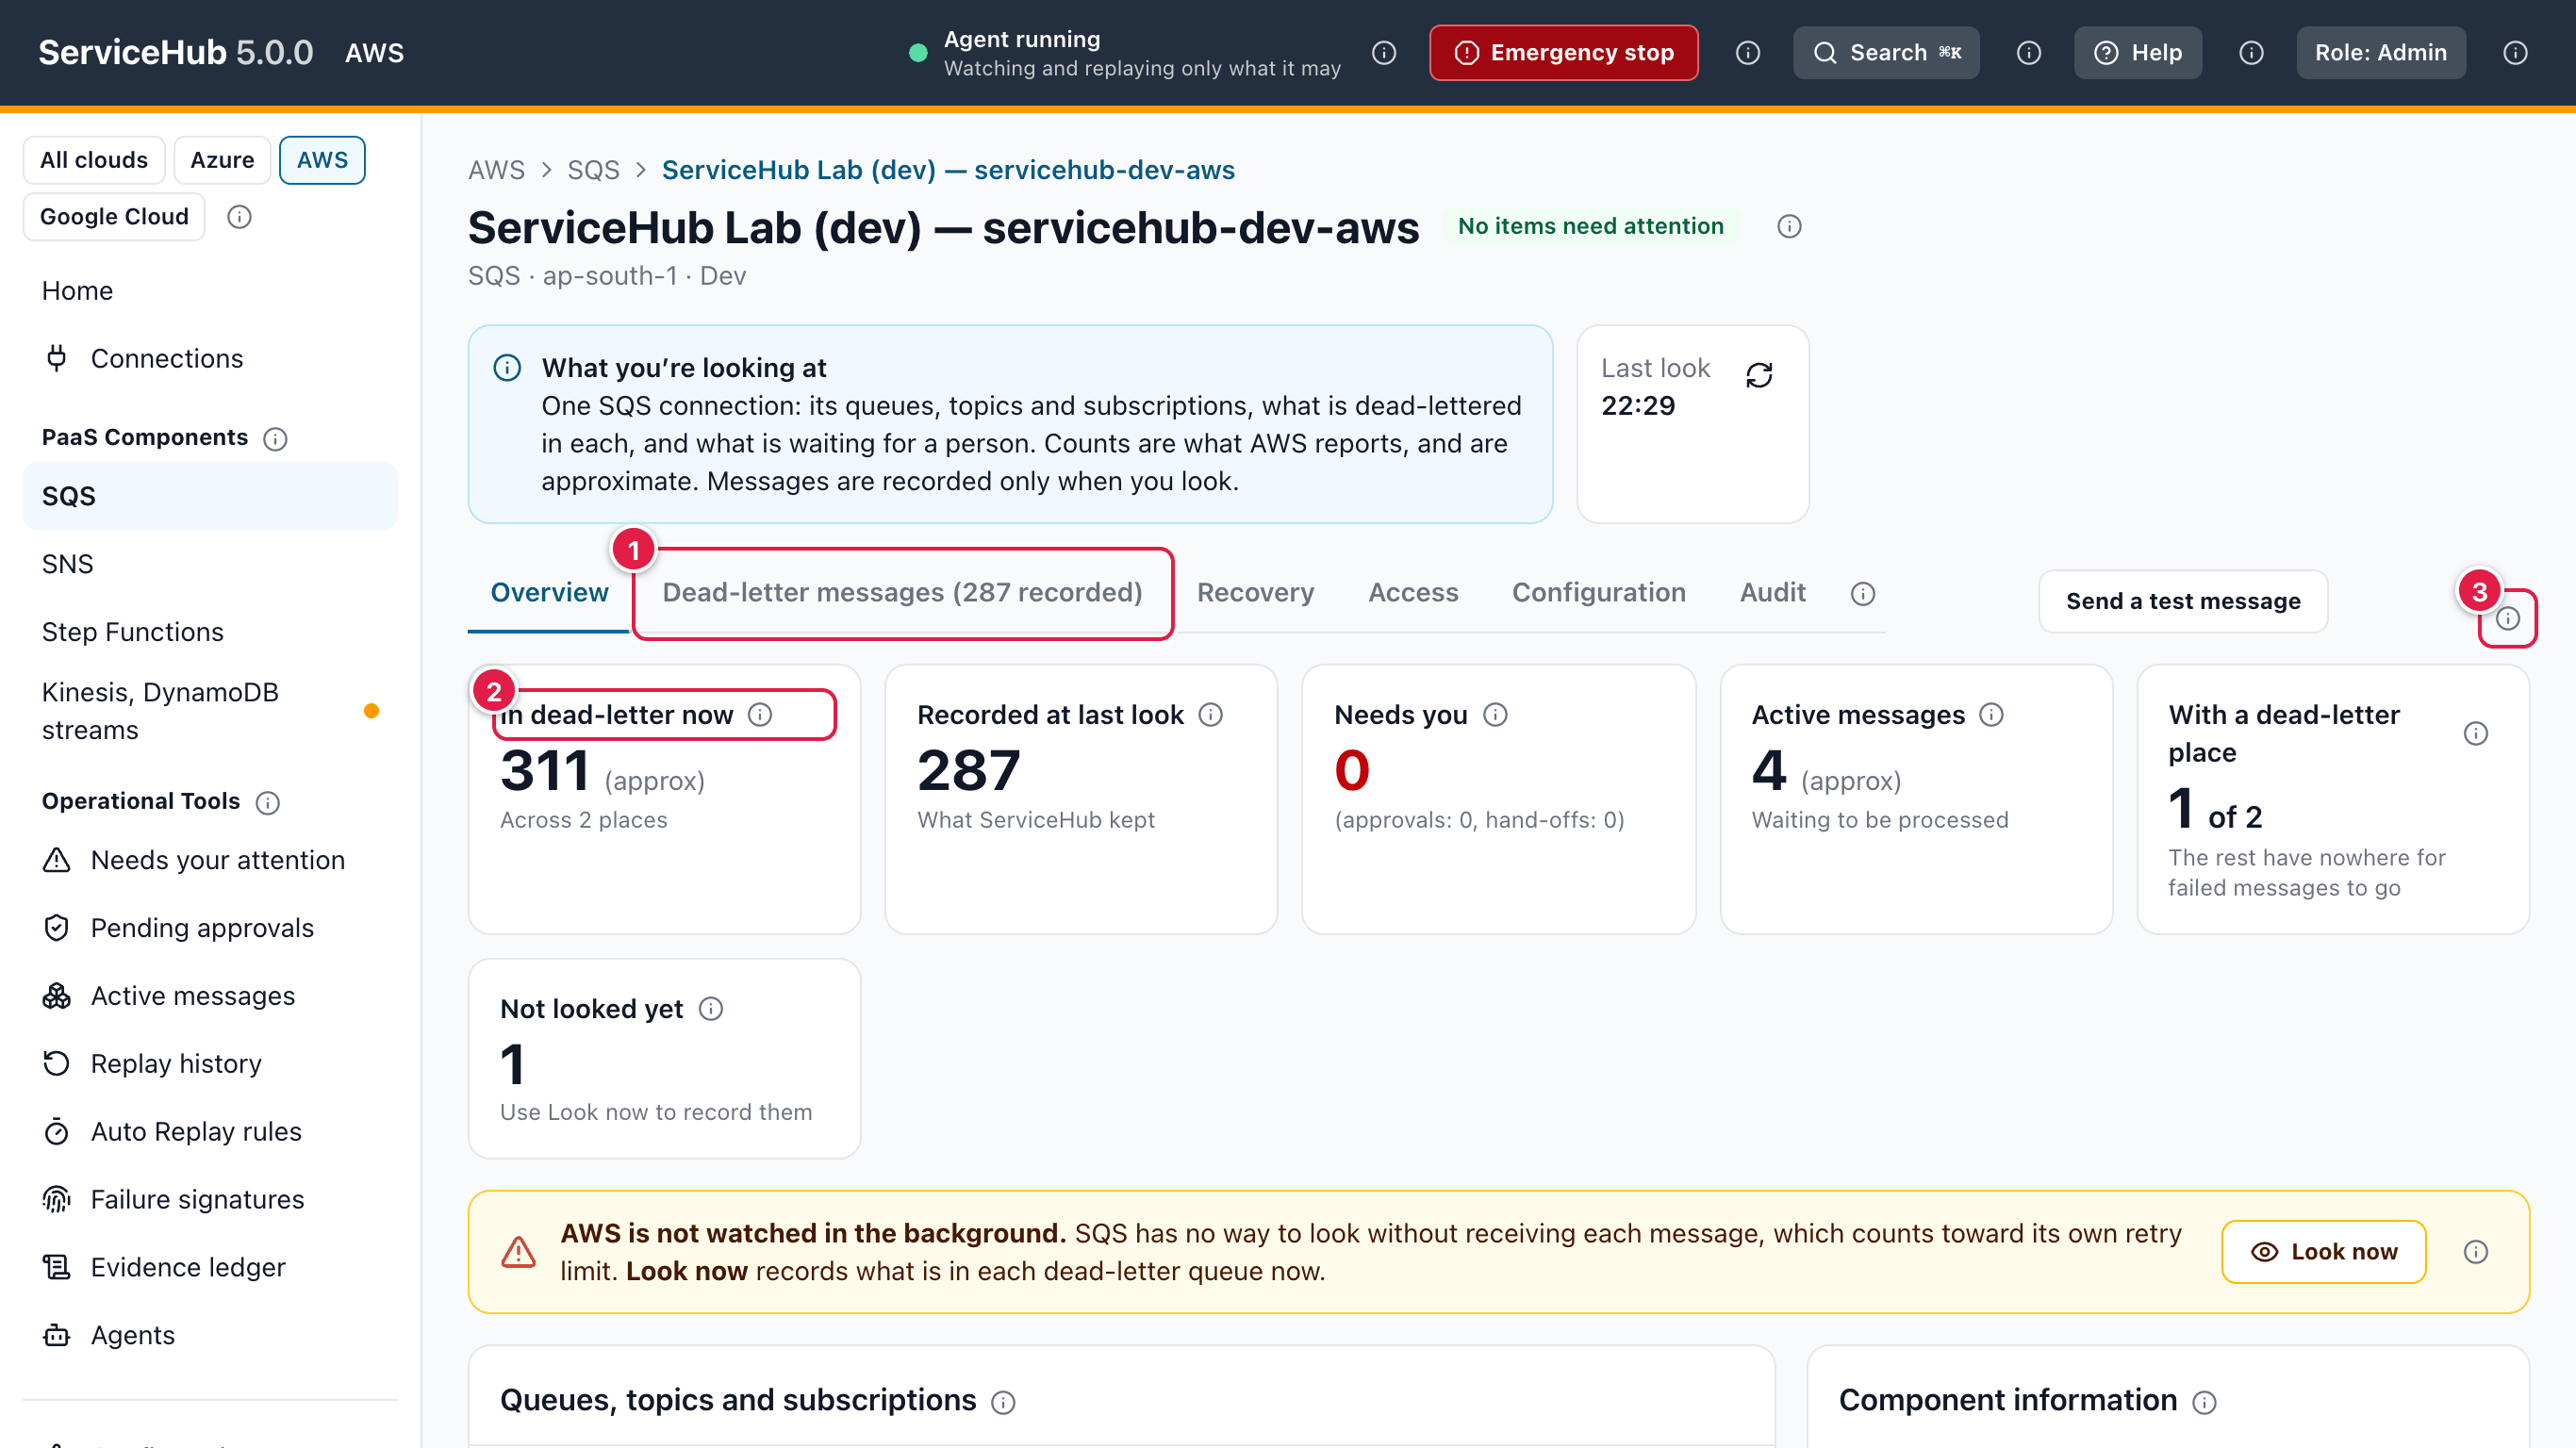 ServiceHub 5.0.0 AWS
Agent running
Watching and replaying only what it may
Emergency stop
Search ⌘K
Help
Role: Admin
All clouds
Azure
AWS
Google Cloud
Home
Connections
PaaS Components
SQS
SNS
Step Functions
Kinesis, DynamoDB
streams
Operational Tools
Needs your attention
Pending approvals
Active messages
Replay history
Auto Replay rules
Failure signatures
Evidence ledger
Agents
AWS > SQS > ServiceHub Lab (dev) — servicehub-dev-aws
ServiceHub Lab (dev) — servicehub-dev-aws
No items need attention
SQS · ap-south-1 · Dev
What you’re looking at
One SQS connection: its queues, topics and subscriptions, what is dead-lettered
in each, and what is waiting for a person. Counts are what AWS reports, and are
approximate. Messages are recorded only when you look.
Last look
22:29
1
Overview
Dead-letter messages (287 recorded)
Recovery
Access
Configuration
Audit
Send a test message
3
2
In dead-letter now
311 (approx)
Across 2 places
Recorded at last look
287
What ServiceHub kept
Needs you
0
(approvals: 0, hand-offs: 0)
Active messages
4 (approx)
Waiting to be processed
With a dead-letter
place
1 of 2
The rest have nowhere for
failed messages to go
Not looked yet
1
Use Look now to record them
AWS is not watched in the background. SQS has no way to look without receiving each message, which counts toward its own retry
limit. Look now records what is in each dead-letter queue now.
Look now
Queues, topics and subscriptions
Component information